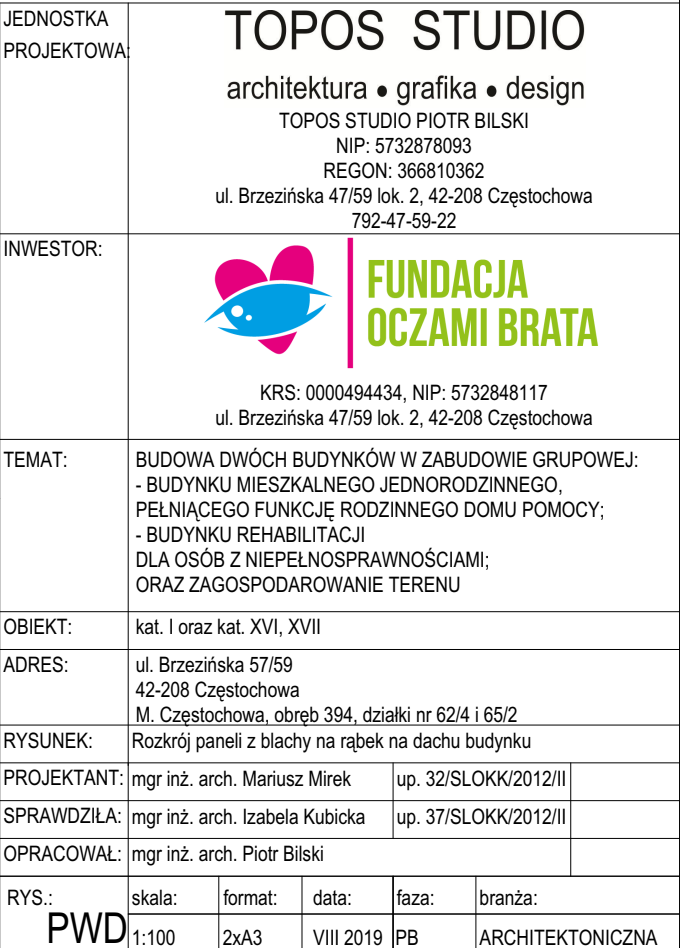 JEDNOSTKA
PROJEKTOWA:
TOPOS STUDIO
architektura • grafika • design
TOPOS STUDIO PIOTR BILSKI
NIP: 5732878093
REGON: 366810362
ul. Brzezińska 47/59 lok. 2, 42-208 Częstochowa
792-47-59-22
INWESTOR:
FUNDACJA
OCZAMI BRATA
KRS: 0000494434, NIP: 5732848117
ul. Brzezińska 47/59 lok. 2, 42-208 Częstochowa
TEMAT:
BUDOWA DWÓCH BUDYNKÓW W ZABUDOWIE GRUPOWEJ:
- BUDYNKU MIESZKALNEGO JEDNORODZINNEGO,
PEŁNIĄCEGO FUNKCJĘ RODZINNEGO DOMU POMOCY;
- BUDYNKU REHABILITACJI
DLA OSÓB Z NIEPEŁNOSPRAWNOŚCIAMI;
ORAZ ZAGOSPODAROWANIE TERENU
OBIEKT: kat. I oraz kat. XVI, XVII
ADRES: ul. Brzezińska 57/59
42-208 Częstochowa
M. Częstochowa, obręb 394, działki nr 62/4 i 65/2
RYSUNEK: Rozkrój paneli z blachy na rąbek na dachu budynku
PROJEKTANT: mgr inż. arch. Mariusz Mirek up. 32/SLOKK/2012/II
SPRAWDZIŁA: mgr inż. arch. Izabela Kubicka up. 37/SLOKK/2012/II
OPRACOWAŁ: mgr inż. arch. Piotr Bilski
RYS.: skala: format: data: faza: branża:
PWD 1:100 2xA3 VIII 2019 PB ARCHITEKTONICZNA